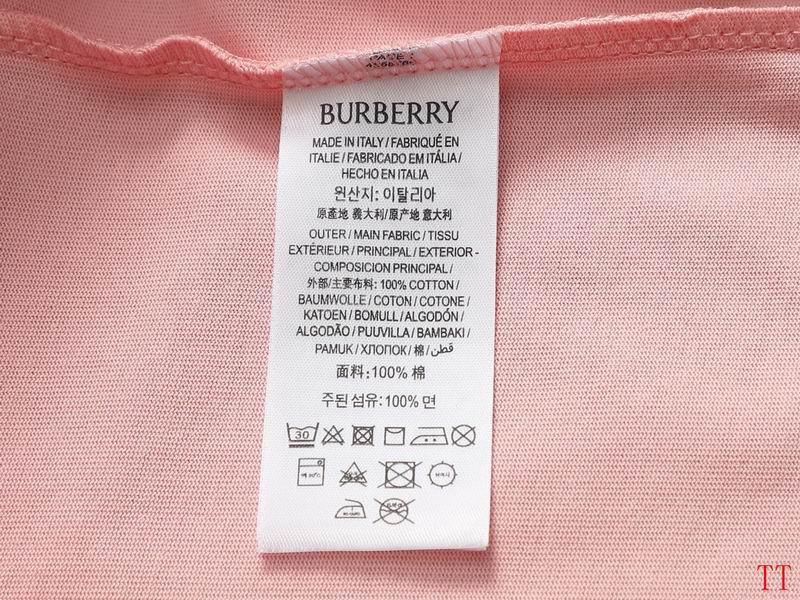 BURBERRY
MADE IN ITALY / FABRIQUÉ EN
ITALIE / FABRICADO EM ITÁLIA /
HECHO EN ITALIA
원산지: 이탈리아
原產地 義大利/原产地 意大利
OUTER / MAIN FABRIC / TISSU
EXTÉRIEUR / PRINCIPAL / EXTERIOR -
COMPOSICION PRINCIPAL /
外部/主要布料: 100% COTTON /
BAUMWOLLE / COTON / COTONE /
KATOEN / BOMULL / ALGODÓN /
ALGODÃO / PUUVILLA / BAMBAKI /
PAMUK / ХЛОПОК / 棉 / قطن
面料:100% 棉
주된 섬유: 100% 면
30
TT